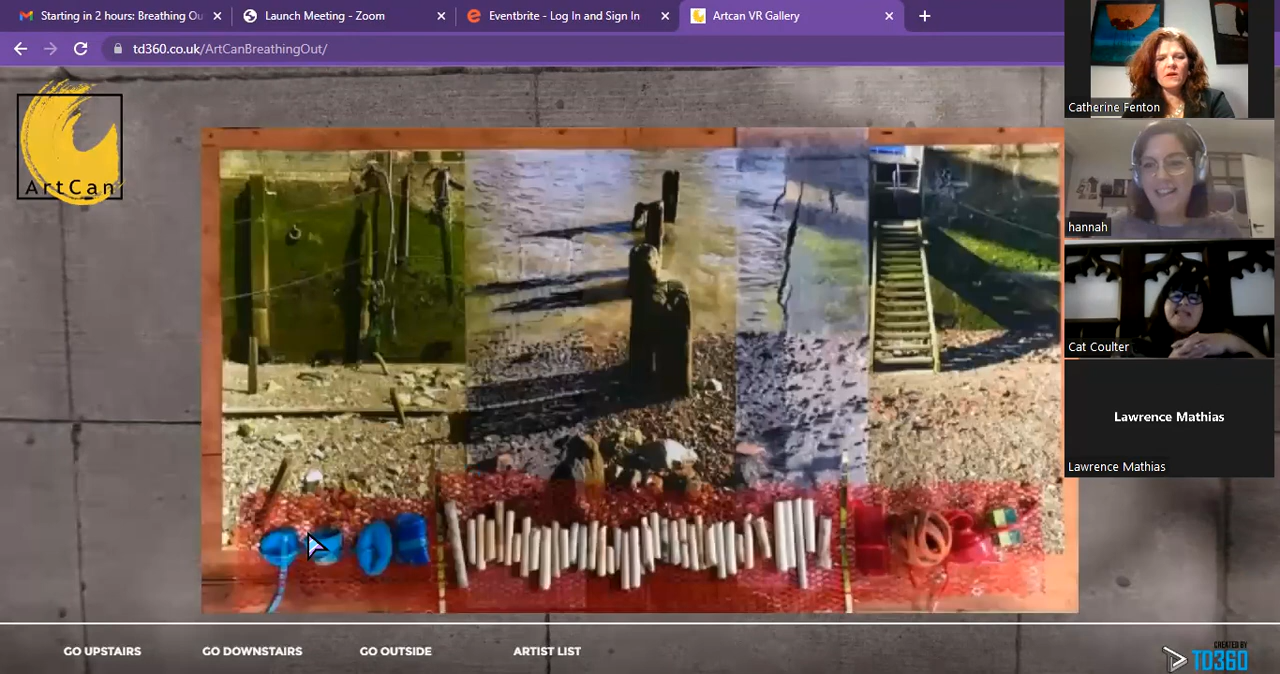 Starting in 2 hours: Breathing Ou
Launch Meeting - Zoom
Eventbrite - Log In and Sign In
Artcan VR Gallery
td360.co.uk/ArtCanBreathingOut/
ArtCan
Catherine Fenton
hannah
Cat Coulter
Lawrence Mathias
Lawrence Mathias
GO UPSTAIRS
GO DOWNSTAIRS
GO OUTSIDE
ARTIST LIST
CREATED BY
TD360